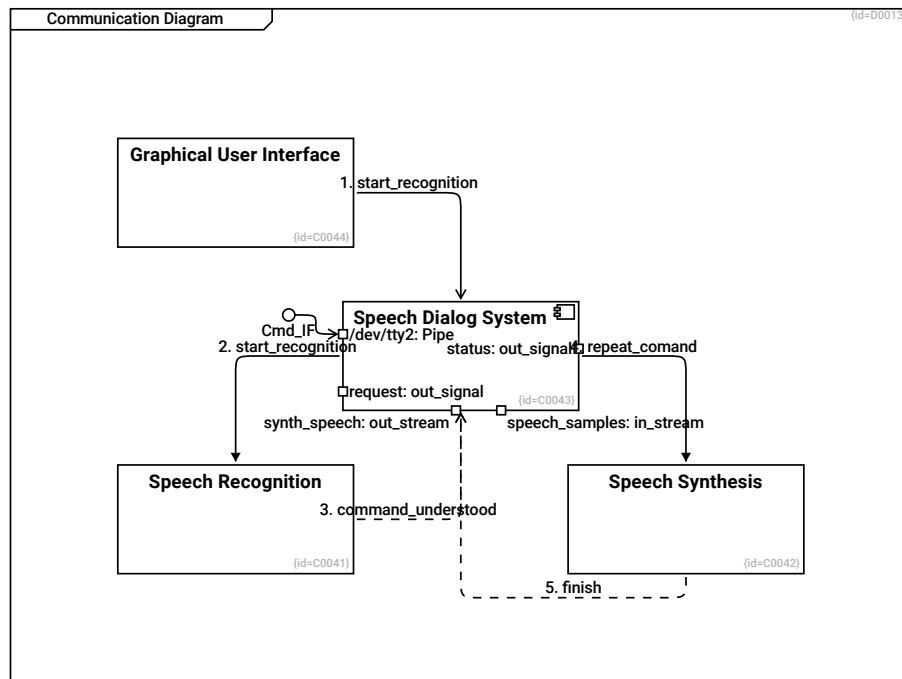 Communication Diagram
{id=D0013}
Graphical User Interface
1. start_recognition
{id=C0044}
Speech Dialog System
Cmd_IF
/dev/tty2: Pipe
2. start_recognition
status: out_signal
4. repeat_comand
request: out_signal
{id=C0043}
synth_speech: out_stream
speech_samples: in_stream
Speech Recognition
Speech Synthesis
3. command_understood
{id=C0041}
{id=C0042}
5. finish